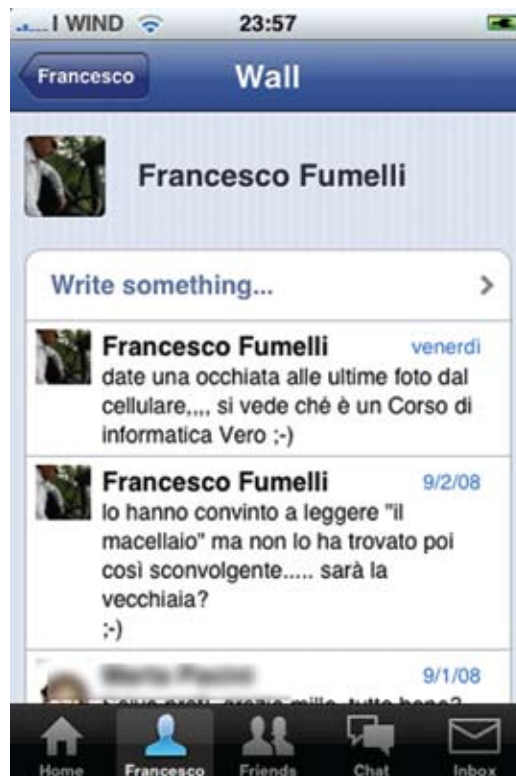 I WIND 23:57
Francesco Wall
Francesco Fumelli
Write something...
Francesco Fumelli venerdì
date una occhiata alle ultime foto dal
cellulare,,,, si vede ché è un Corso di
informatica Vero ;-)
Francesco Fumelli 9/2/08
lo hanno convinto a leggere "il
macellaio" ma non lo ha trovato poi
così sconvolgente..... sarà la
vecchiaia?
;-)
9/1/08
Home Francesco Friends Chat Inbox